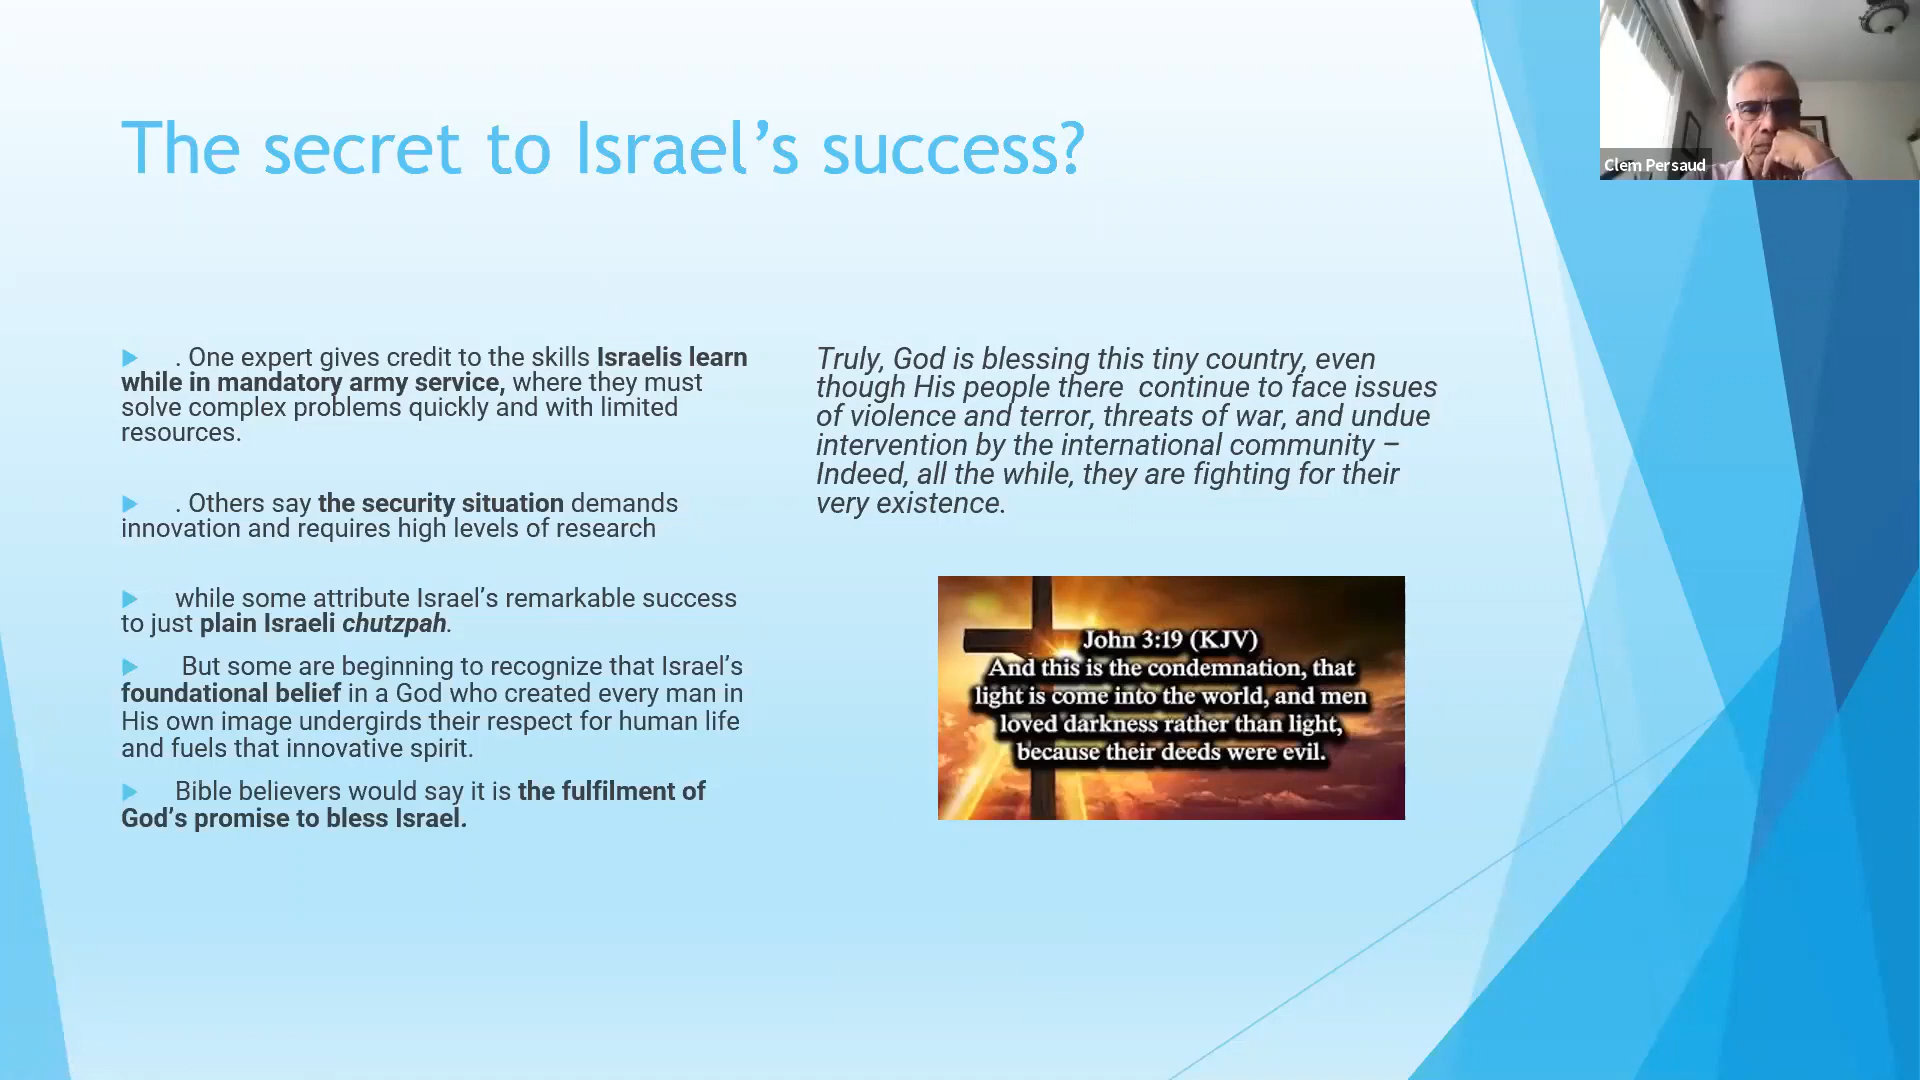 The secret to Israel’s success?
Clem Persaud
. One expert gives credit to the skills Israelis learn
while in mandatory army service, where they must
solve complex problems quickly and with limited
resources.
. Others say the security situation demands
innovation and requires high levels of research
while some attribute Israel’s remarkable success
to just plain Israeli chutzpah.
But some are beginning to recognize that Israel’s
foundational belief in a God who created every man in
His own image undergirds their respect for human life
and fuels that innovative spirit.
Bible believers would say it is the fulfilment of
God’s promise to bless Israel.
Truly, God is blessing this tiny country, even
though His people there  continue to face issues
of violence and terror, threats of war, and undue
intervention by the international community –
Indeed, all the while, they are fighting for their
very existence.
John 3:19 (KJV)
And this is the condemnation, that
light is come into the world, and men
loved darkness rather than light,
because their deeds were evil.